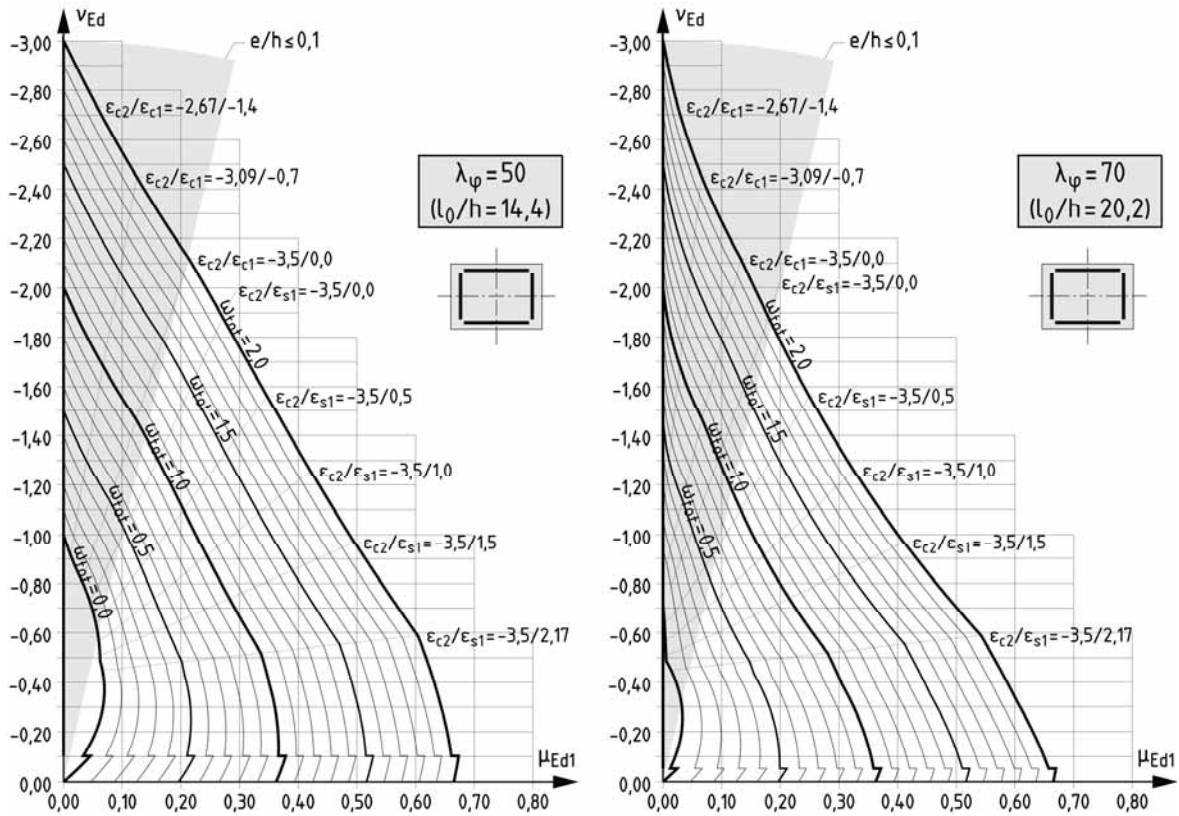 νEd
e/h≤0,1
-3,00
-2,80
-2,60
-2,40
-2,20
-2,00
-1,80
-1,60
-1,40
-1,20
-1,00
-0,80
-0,60
-0,40
-0,20
0,00
εc2/εc1=-2,67/-1,4
εc2/εc1=-3,09/-0,7
εc2/εc1=-3,5/0,0
εc2/εs1=-3,5/0,0
εc2/εs1=-3,5/0,5
εc2/εs1=-3,5/1,0
εc2/εs1=-3,5/1,5
εc2/εs1=-3,5/2,17
λφ=50
(l0/h=14,4)
ωtot=2,0
ωtot=1,5
ωtot=1,0
ωtot=0,5
ωtot=0,0
μEd1
0,00 0,10 0,20 0,30 0,40 0,50 0,60 0,70 0,80
νEd
e/h≤0,1
-3,00
-2,80
-2,60
-2,40
-2,20
-2,00
-1,80
-1,60
-1,40
-1,20
-1,00
-0,80
-0,60
-0,40
-0,20
0,00
εc2/εc1=-2,67/-1,4
εc2/εc1=-3,09/-0,7
εc2/εc1=-3,5/0,0
εc2/εs1=-3,5/0,0
εc2/εs1=-3,5/0,5
εc2/εs1=-3,5/1,0
εc2/εs1=-3,5/1,5
εc2/εs1=-3,5/2,17
λφ=70
(l0/h=20,2)
ωtot=2,0
ωtot=1,5
ωtot=1,0
ωtot=0,5
μEd1
0,00 0,10 0,20 0,30 0,40 0,50 0,60 0,70 0,80